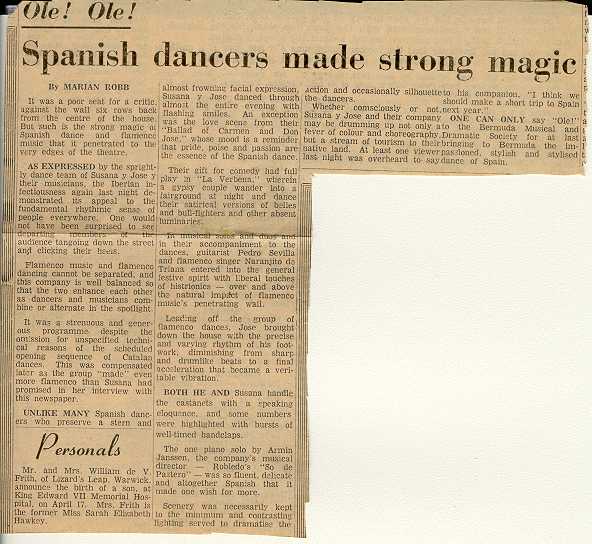 Ole! Ole!
Spanish dancers made strong magic
By MARIAN ROBB
It was a poor seat for a critic,
against the wall six rows back
from the centre of the house.
But such is the strong magic of
Spanish dance and flamenco
music that it penetrated to the
very edges of the theatre.
AS EXPRESSED by the spright-
ly dance team of Susana y Jose y
their musicians, the Iberian in-
fectiousness again last night de-
monstrated its appeal to the
fundamental rhythmic sense of
people everywhere. One would
not have been surprised to see
departing members of the
audience tangoing down the street
and clicking their heels.
Flamenco music and flamenco
dancing cannot be separated, and
this company is well balanced so
that the two enhance each other
as dancers and musicians com-
bine or alternate in the spotlight.
It was a strenuous and gener-
ous programme despite the
omission for unspecified techni-
cal reasons of the scheduled
opening sequence of Catalan
dances. This was compensated
later as the group "made" even
more flamenco than Susana had
promised in her interview with
this newspaper.
UNLIKE MANY Spanish danc-
ers who preserve a stern and
Personals
Mr. and Mrs. William de V.
Frith, of Lizard's Leap, Warwick,
announce the birth of a son, at
King Edward VII Memorial Hos-
pital, on April 17. Mrs. Frith is
the former Miss Sarah Elizabeth
Hawkey.
almost frowning facial expression,
Susana y Jose danced through
almost the entire evening with
flashing smiles. An exception
was the love scene from their
"Ballad of Carmen and Don
Jose," whose mood is a reminder
that pride, poise and passion are
the essence of the Spanish dance.
Their gift for comedy had full
play in "La Verbena," wherein
a gypsy couple wander into a
fairground at night and dance
their satirical versions of belles
and bull-fighters and other absent
luminaries.
In musical solos and duos and
in their accompaniment to the
dances, guitarist Pedro Sevilla
and flamenco singer Naranjito de
Triana entered into the general
festive spirit with liberal touches
of histrionics — over and above
the natural impact of flamenco
music's penetrating wail.
Leading off the group of
flamenco dances, Jose brought
down the house with the precise
and varying rhythm of his foot-
work, diminishing from sharp
and drumlike beats to a final
acceleration that became a veri-
table vibration.
BOTH HE AND Susana handle
the castanets with a speaking
eloquence, and some numbers
were highlighted with bursts of
well-timed handclaps.
The one piano solo by Armin
Janssen, the company's musical
director — Robledo's "So de
Pastero" — was so fluent, delicate
and altogether Spanish that it
made one wish for more.
Scenery was necessarily kept
to the minimum and contrasting
lighting served to dramatise the
action and occasionally silhouette
the dancers.
Whether consciously or not,
Susana y Jose and their company
may be drumming up not only a
fever of colour and choreography,
but a stream of tourism to their
native land. At least one viewer
last night was overheard to say
to his companion, "I think we
should make a short trip to Spain
next year."
ONE CAN ONLY say "Ole!"
to the Bermuda Musical and
Dramatic Society for at last
bringing to Bermuda the im-
passioned, stylish and stylised
dance of Spain.